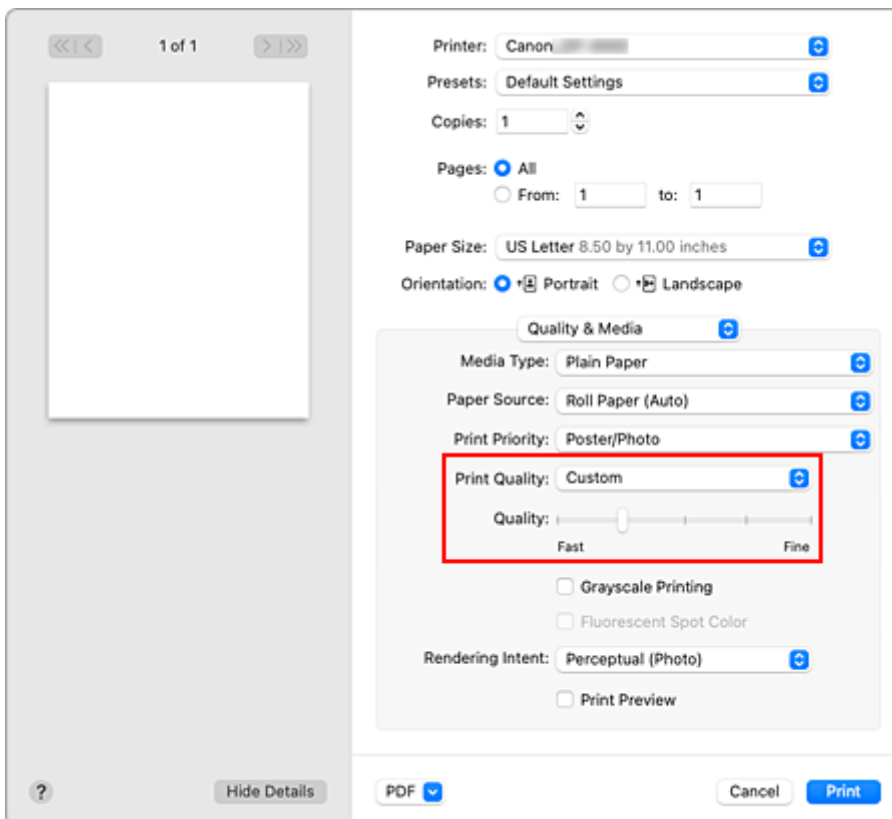 1 of 1
Printer: Canon
Presets: Default Settings
Copies: 1
Pages: All
From: 1 to: 1
Paper Size: US Letter 8.50 by 11.00 inches
Orientation: Portrait Landscape
Quality & Media
Media Type: Plain Paper
Paper Source: Roll Paper (Auto)
Print Priority: Poster/Photo
Print Quality: Custom
Quality:
Fast Fine
Grayscale Printing
Fluorescent Spot Color
Rendering Intent: Perceptual (Photo)
Print Preview
? Hide Details PDF Cancel Print